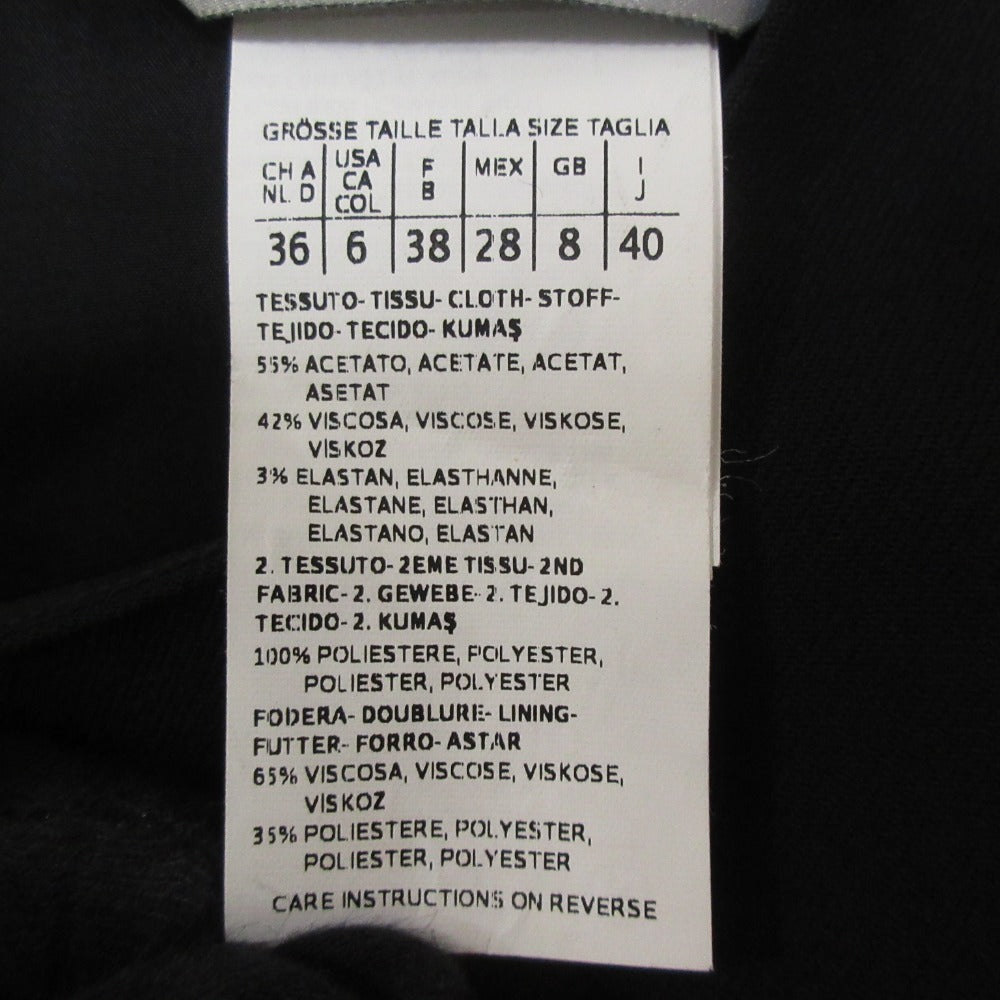 GRÖSSE TAILLE TALLA SIZE TAGLIA
CH A USA F MEX GB I
NL D CA B J
COL
36 6 38 28 8 40
TESSUTO- TISSU- CLOTH- STOFF-
TEJIDO- TECIDO- KUMAŞ
55% ACETATO, ACETATE, ACETAT,
ASETAT
42% VISCOSA, VISCOSE, VISKOSE,
VİSKOZ
3% ELASTAN, ELASTHANNE,
ELASTANE, ELASTHAN,
ELASTANO, ELASTAN
2. TESSUTO- 2EME TISSU- 2ND
FABRIC- 2. GEWEBE- 2. TEJIDO- 2.
TECIDO- 2. KUMAŞ
100% POLIESTERE, POLYESTER,
POLIESTER, POLYESTER
FODERA- DOUBLURE- LINING-
FUTTER- FORRO- ASTAR
65% VISCOSA, VISCOSE, VISKOSE,
VİSKOZ
35% POLIESTERE, POLYESTER,
POLIESTER, POLYESTER
CARE INSTRUCTIONS ON REVERSE